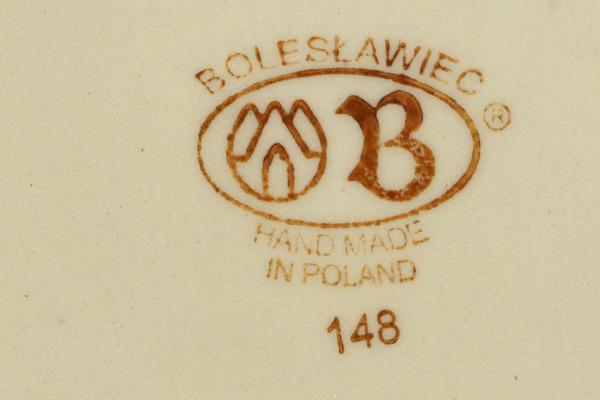 BOLESŁAWIEC
B ®
HAND MADE
IN POLAND
148